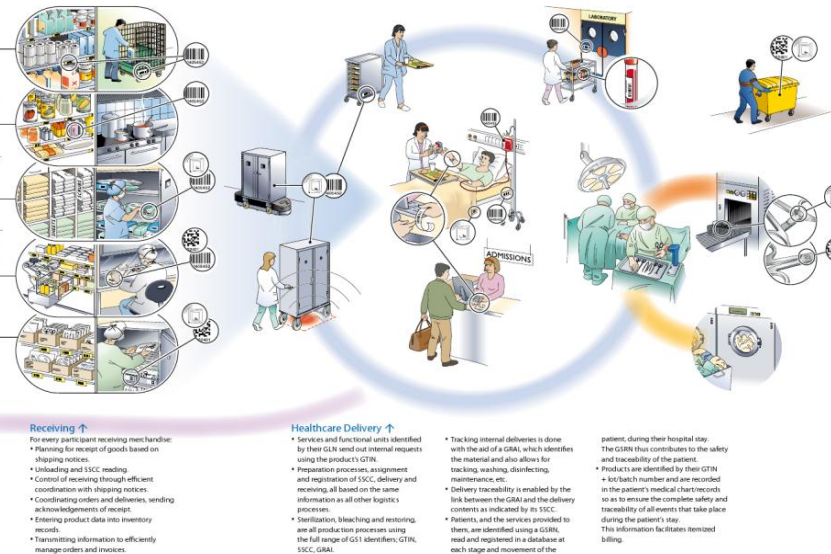 LABORATORY
ADMISSIONS
Receiving ↑
For every participant receiving merchandise:
• Planning for receipt of goods based on
shipping notices.
• Unloading and SSCC reading.
• Control of receiving through efficient
coordination with shipping notices.
• Coordinating orders and deliveries, sending
acknowledgements of receipt.
• Entering product data into inventory
records.
• Transmitting information to efficiently
manage orders and invoices.
Healthcare Delivery ↑
• Services and functional units identified
by their GLN send out internal requests
using the product's GTIN.
• Preparation processes, assignment
and registration of SSCC, delivery and
receiving, all based on the same
information as all other logistics
processes.
• Sterilization, bleaching and restoring,
are all production processes using
the full range of GS1 identifiers; GTIN,
SSCC, GRAI.
• Tracking internal deliveries is done
with the aid of a GRAI, which identifies
the material and also allows for
tracking, washing, disinfecting,
maintenance, etc.
• Delivery traceability is enabled by the
link between the GRAI and the delivery
contents as indicated by its SSCC.
• Patients, and the services provided to
them, are identified using a GSRN,
read and registered in a database at
each stage and movement of the
patient, during their hospital stay.
The GSRN thus contributes to the safety
and traceability of the patient.
• Products are identified by their GTIN
+ lot/batch number and are recorded
in the patient's medical chart/records
so as to ensure the complete safety and
traceability of all events that take place
during the patient's stay.
This information facilitates itemized
billing.